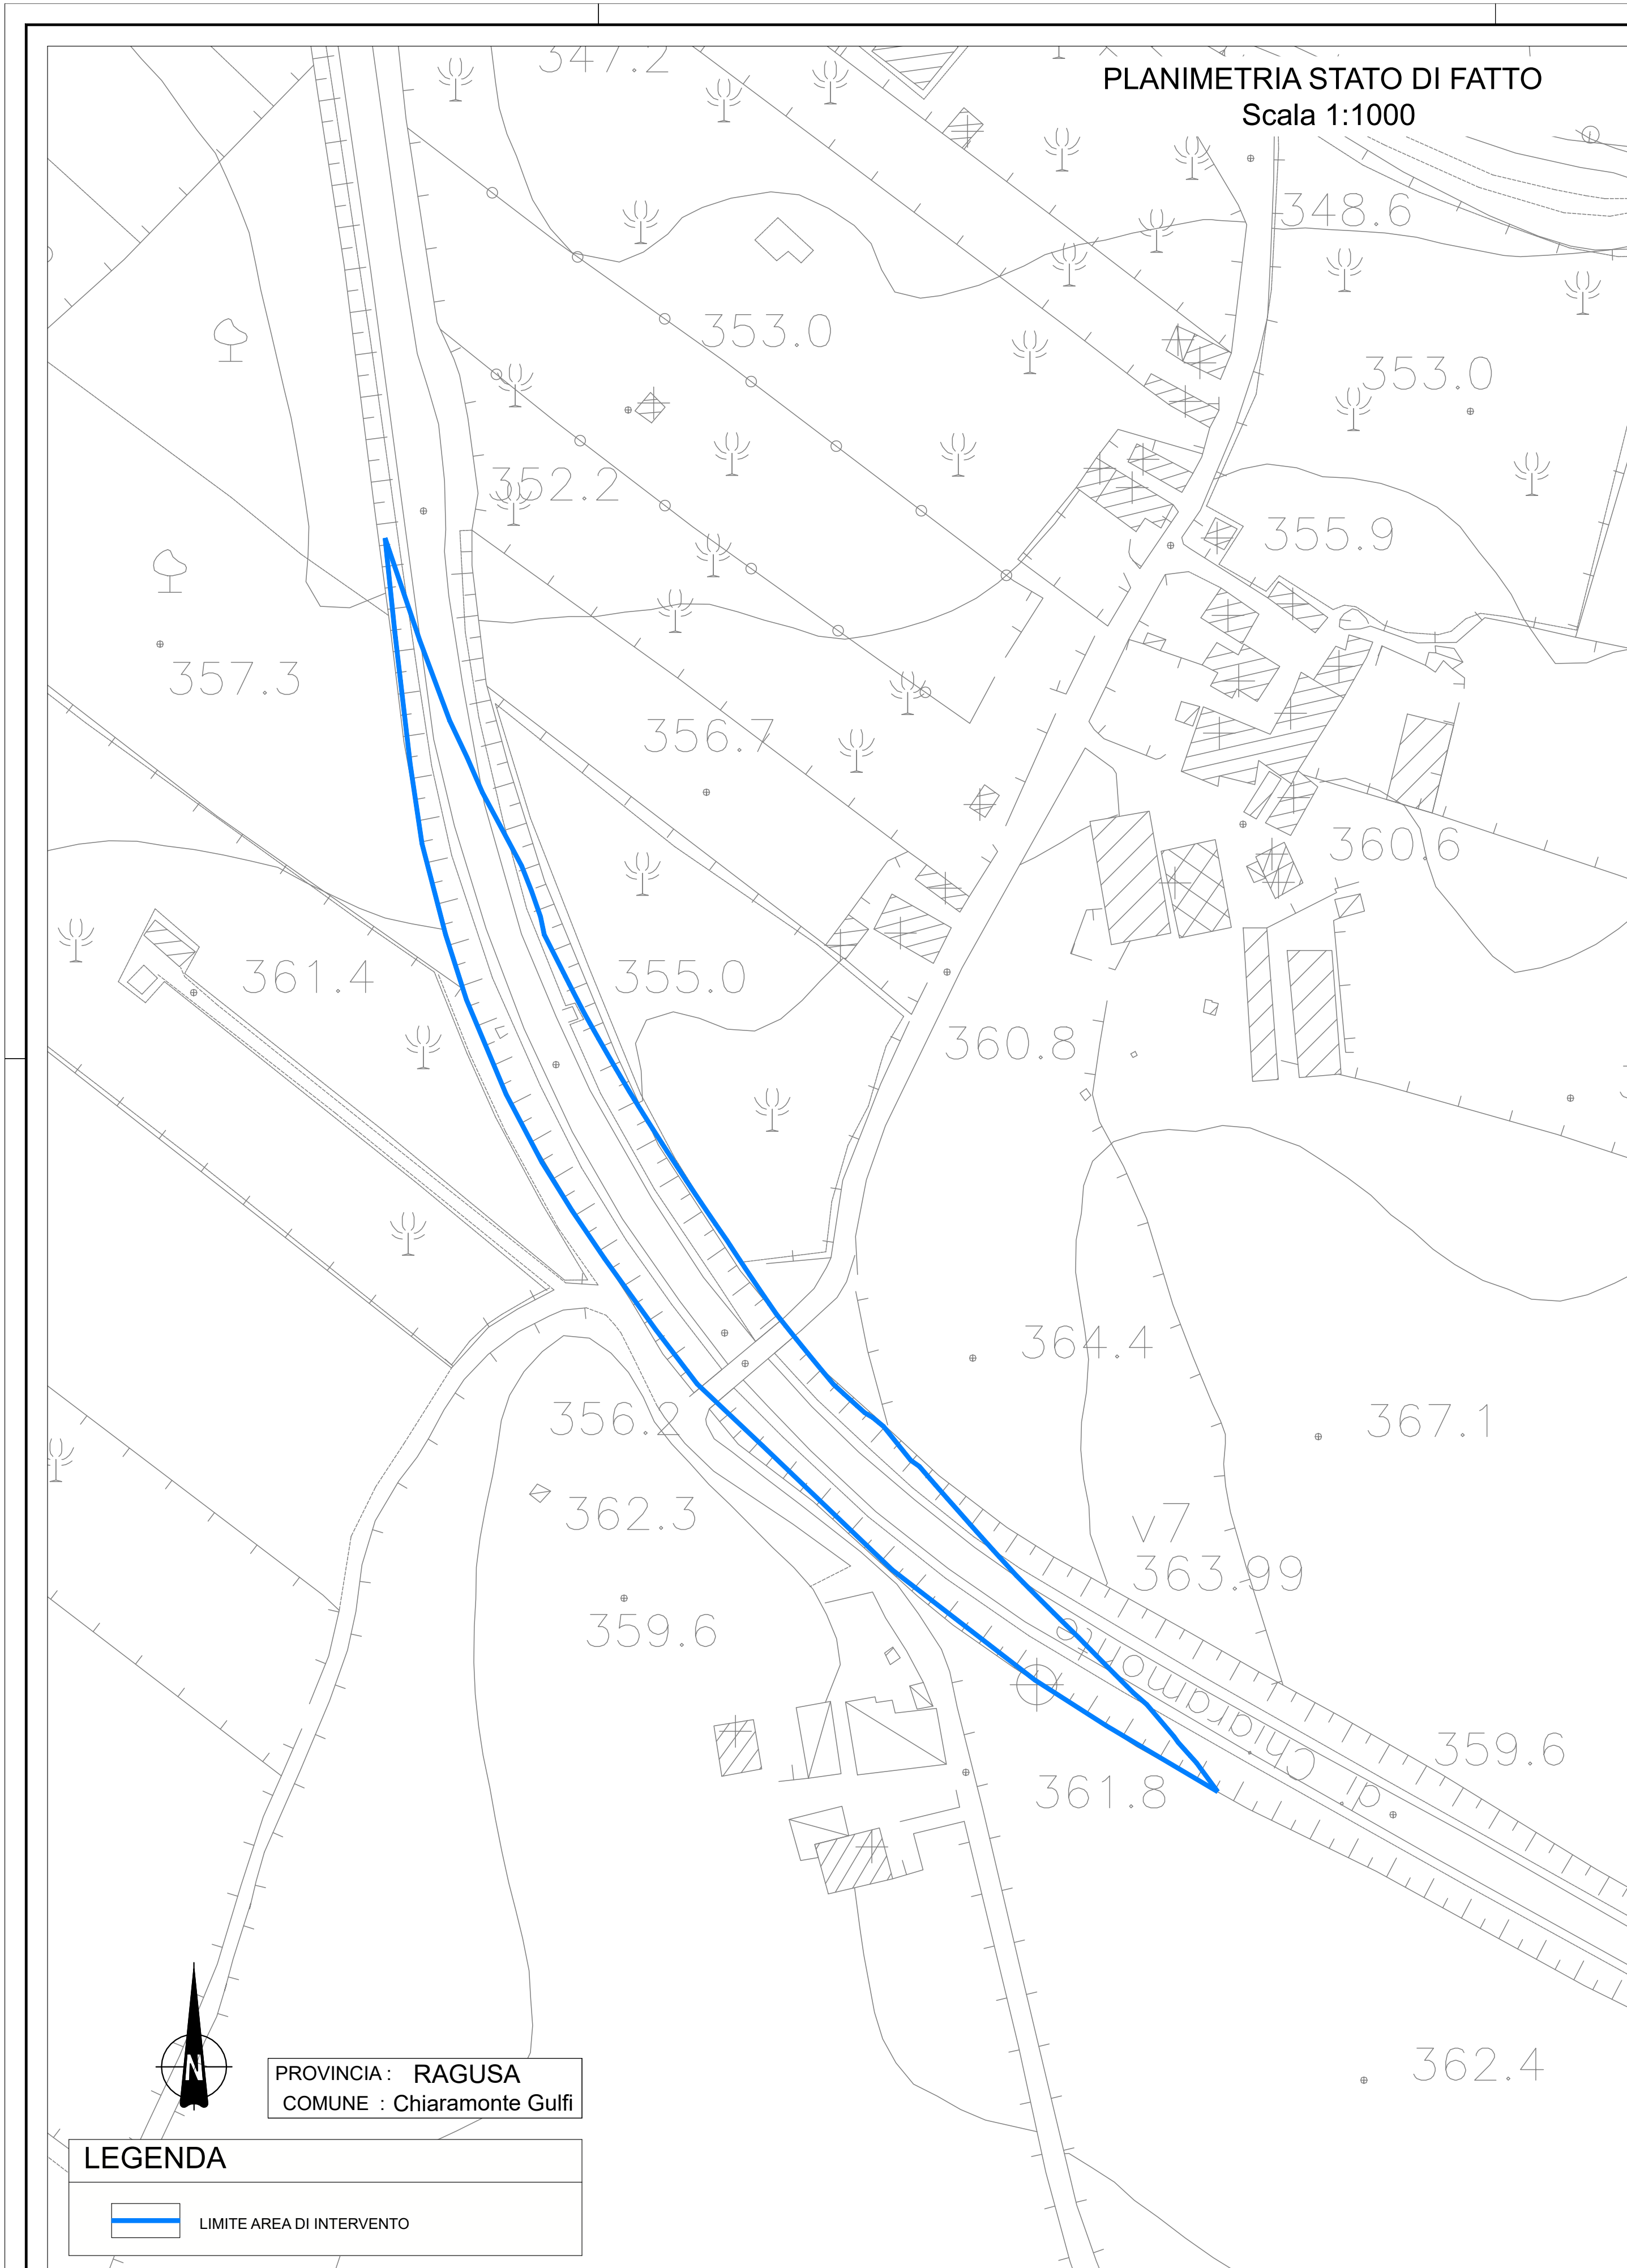 347.2
PLANIMETRIA STATO DI FATTO
Scala 1:1000
348.6
353.0
353.0
352.2
355.9
357.3
356.7
360.6
361.4
355.0
360.8
364.4
356.2
367.1
362.3
v7
363.99
359.6
di Chiaramonte
359.6
361.8
362.4
N
PROVINCIA : RAGUSA
COMUNE : Chiaramonte Gulfi
LEGENDA
LIMITE AREA DI INTERVENTO